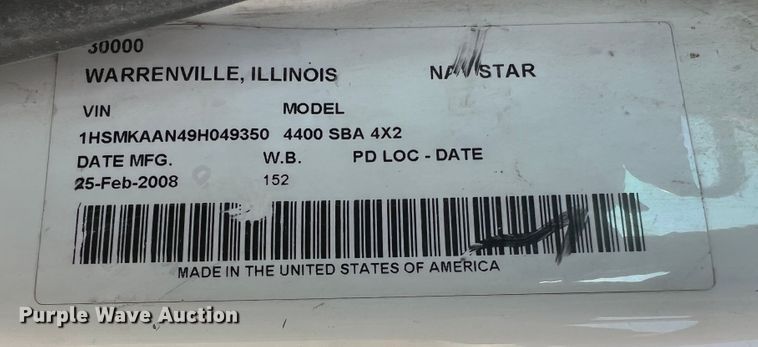 30000
WARRENVILLE, ILLINOIS NAVISTAR
VIN MODEL
1HSMKAAN49H049350 4400 SBA 4X2
DATE MFG. W.B. PD LOC - DATE
25-Feb-2008 152
MADE IN THE UNITED STATES OF AMERICA
Purple Wave Auction